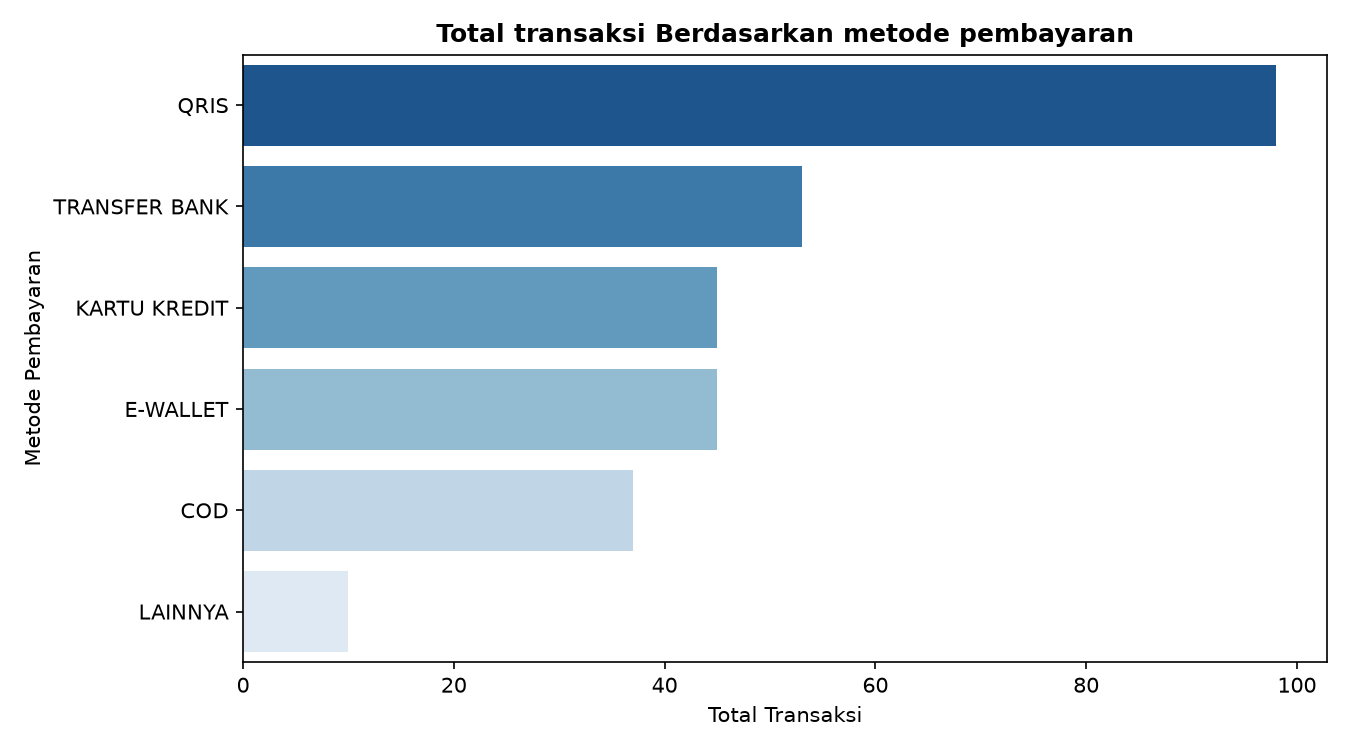 Total transaksi Berdasarkan metode pembayaran
QRIS
TRANSFER BANK
KARTU KREDIT
E-WALLET
COD
LAINNYA
Metode Pembayaran
0 20 40 60 80 100
Total Transaksi